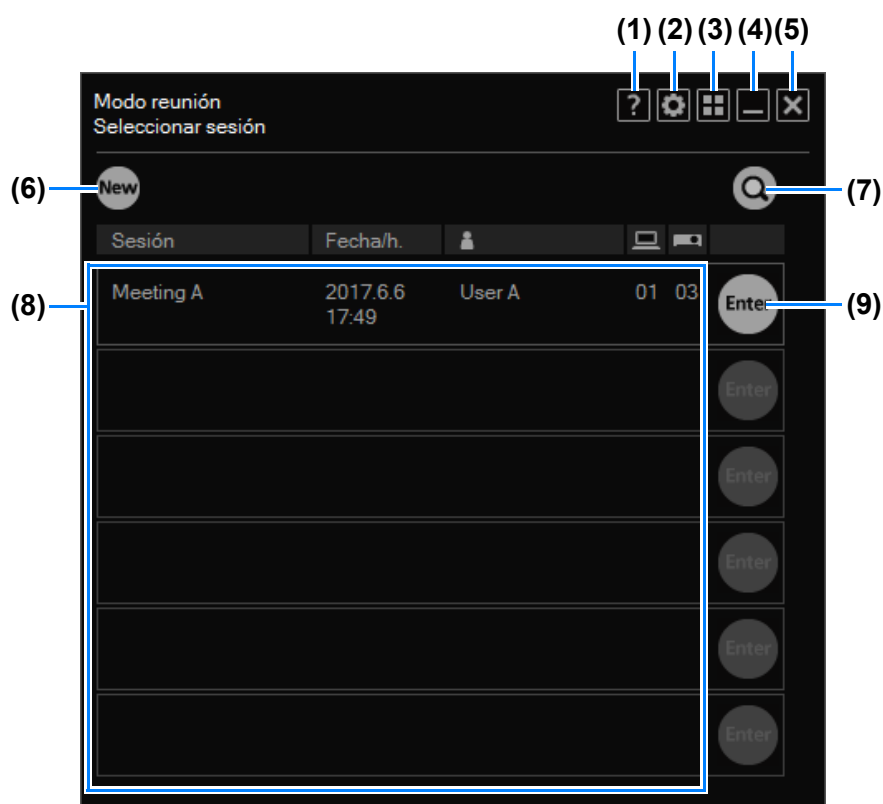 (1) (2) (3) (4) (5)
Modo reunión
Seleccionar sesión
?
(6) New (7)
Sesión Fecha/h.
(8) Meeting A 2017.6.6 User A 01 03 Enter (9)
17:49
Enter
Enter
Enter
Enter
Enter